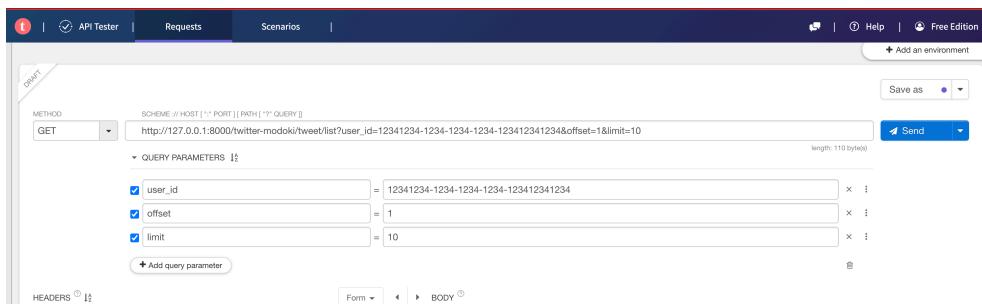 t | API Tester | Requests Scenarios | | Help | Free Edition
+ Add an environment
DRAFT
Save as
METHOD SCHEME :// HOST [ ":" PORT ] [ PATH [ "?" QUERY ]]
GET http://127.0.0.1:8000/twitter-modoki/tweet/list?user_id=12341234-1234-1234-1234-123412341234&offset=1&limit=10 Send
length: 110 byte(s)
QUERY PARAMETERS
user_id = 12341234-1234-1234-1234-123412341234
offset = 1
limit = 10
+ Add query parameter
HEADERS Form BODY